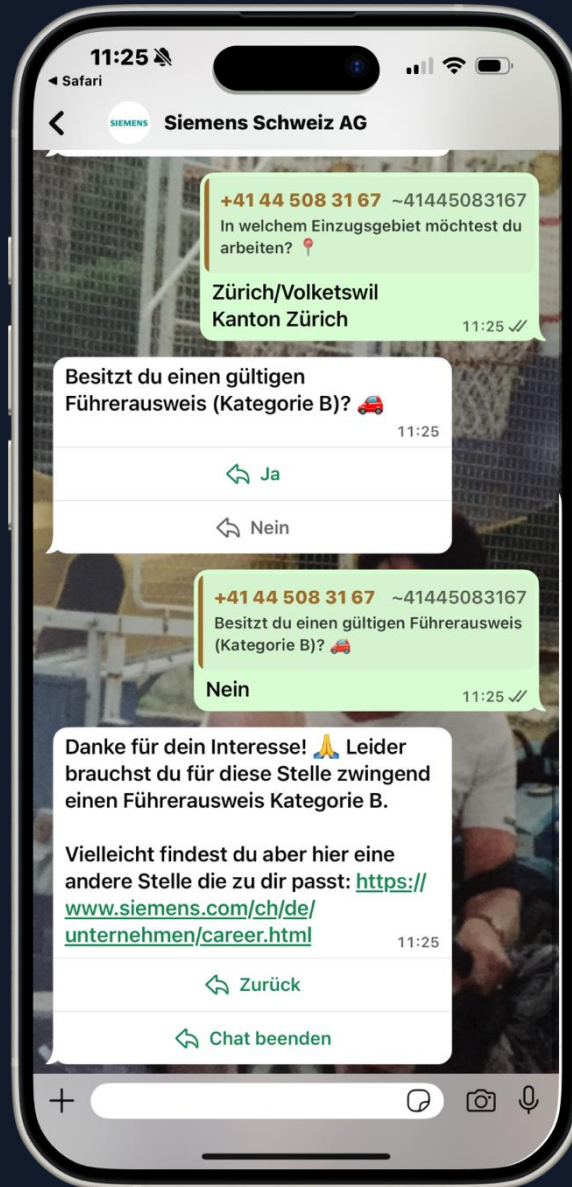 11:25
◂ Safari
SIEMENS
Siemens Schweiz AG
+41 44 508 31 67 ~41445083167
In welchem Einzugsgebiet möchtest du
arbeiten? 📍
Zürich/Volketswil
Kanton Zürich
11:25
Besitzt du einen gültigen
Führerausweis (Kategorie B)? 🚗
11:25
Ja
Nein
+41 44 508 31 67 ~41445083167
Besitzt du einen gültigen Führerausweis
(Kategorie B)? 🚗
Nein
11:25
Danke für dein Interesse! 🙏 Leider
brauchst du für diese Stelle zwingend
einen Führerausweis Kategorie B.
Vielleicht findest du aber hier eine
andere Stelle die zu dir passt: https://
www.siemens.com/ch/de/
unternehmen/career.html
11:25
Zurück
Chat beenden